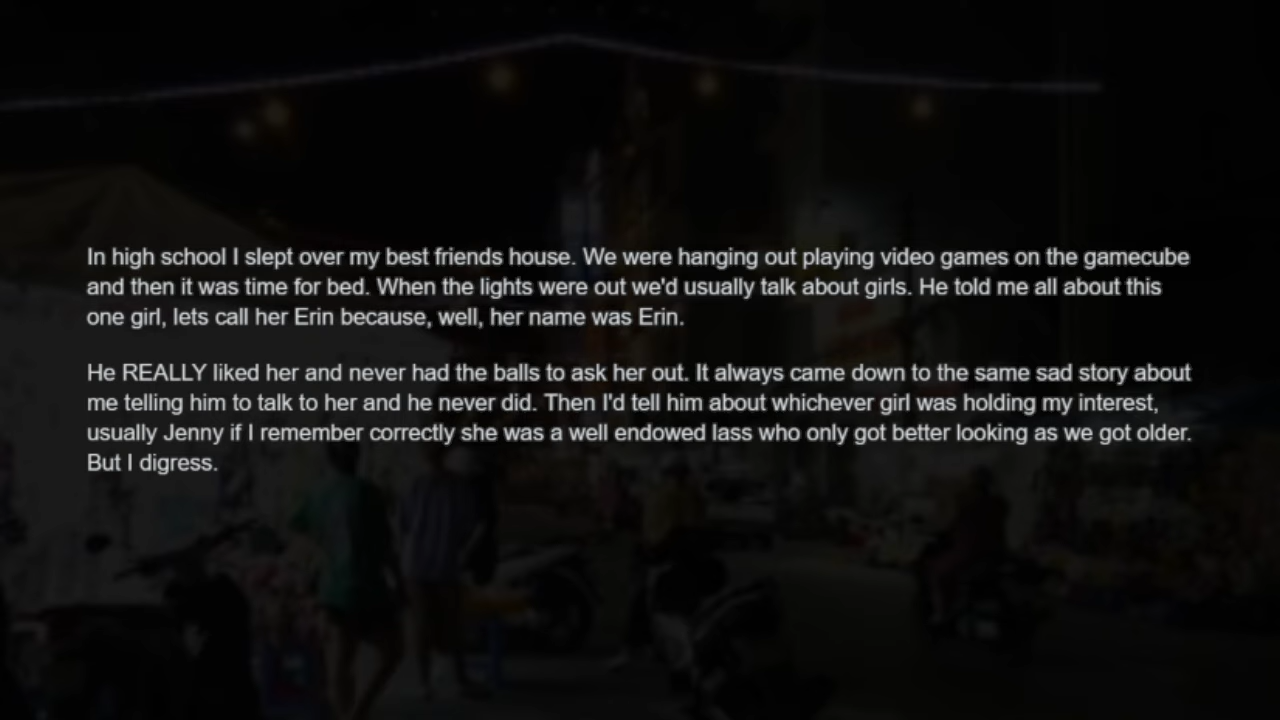 In high school I slept over my best friends house. We were hanging out playing video games on the gamecube
and then it was time for bed. When the lights were out we'd usually talk about girls. He told me all about this
one girl, lets call her Erin because, well, her name was Erin.
He REALLY liked her and never had the balls to ask her out. It always came down to the same sad story about
me telling him to talk to her and he never did. Then I'd tell him about whichever girl was holding my interest,
usually Jenny if I remember correctly she was a well endowed lass who only got better looking as we got older.
But I digress.